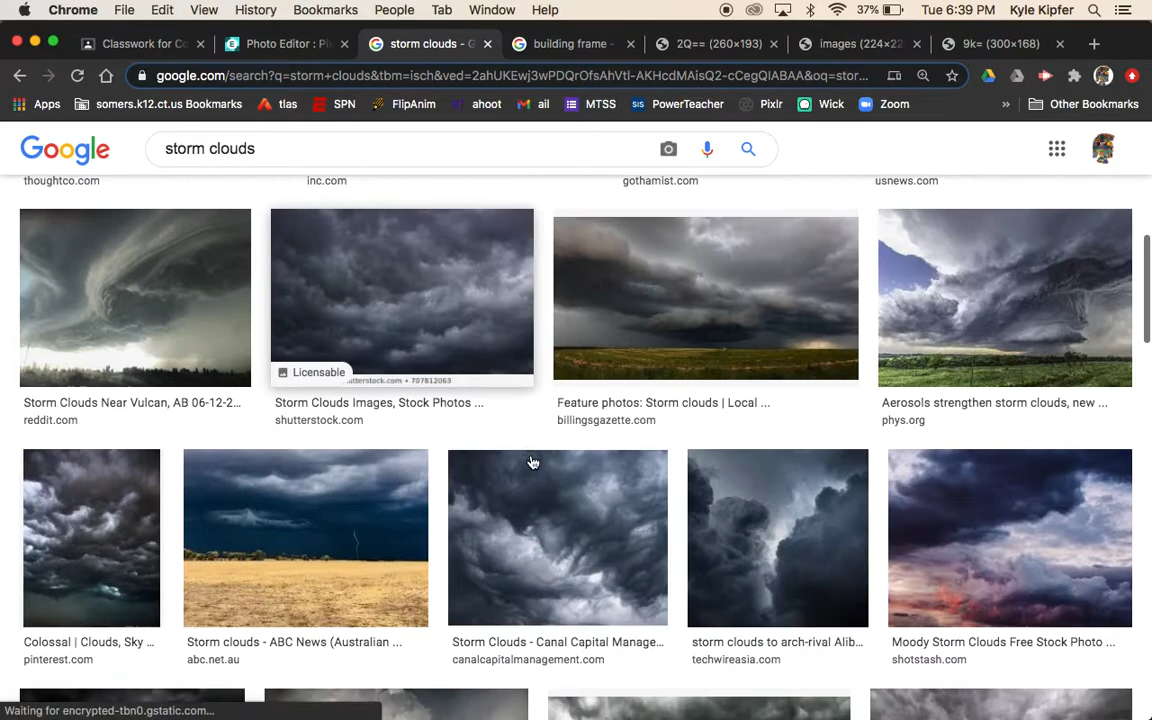 Chrome File Edit View History Bookmarks People Tab Window Help 37% Tue 6:39 PM Kyle Kipfer
Classwork for Co Photo Editor : Pix storm clouds - G building frame - 2Q== (260×193) images (224×22 9k= (300×168)
google.com/search?q=storm+clouds&tbm=isch&ved=2ahUKEwj3wPDQrOfsAhVtI-AKHcdMAisQ2-cCegQIABAA&oq=stor...
Apps somers.k12.ct.us Bookmarks tlas SPN FlipAnim ahoot ail MTSS SIS PowerTeacher Pixlr Wick Zoom » Other Bookmarks
Google storm clouds
thoughtco.com inc.com gothamist.com usnews.com
Licensable
tterstock.com • 707812063
Storm Clouds Near Vulcan, AB 06-12-2... Storm Clouds Images, Stock Photos ... Feature photos: Storm clouds | Local ... Aerosols strengthen storm clouds, new ...
reddit.com shutterstock.com billingsgazette.com phys.org
Colossal | Clouds, Sky ... Storm clouds - ABC News (Australian ... Storm Clouds - Canal Capital Manage... storm clouds to arch-rival Alib... Moody Storm Clouds Free Stock Photo ...
pinterest.com abc.net.au canalcapitalmanagement.com techwireasia.com shotstash.com
Waiting for encrypted-tbn0.gstatic.com...